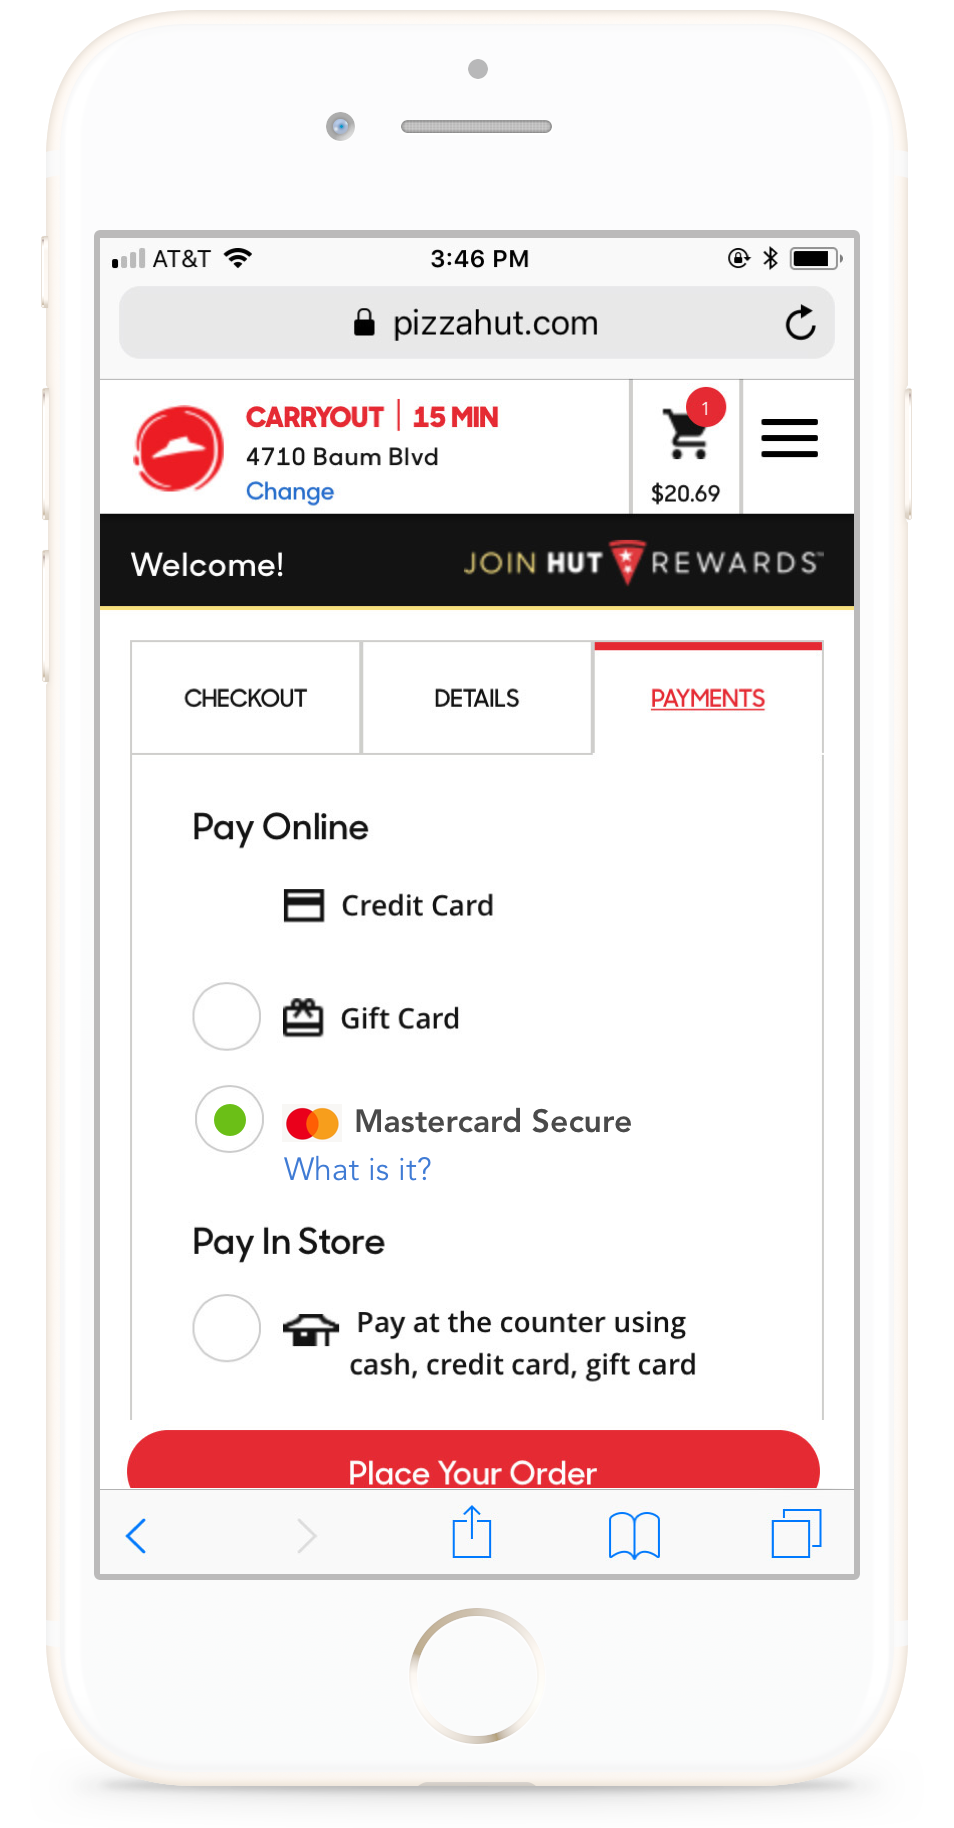 AT&T 3:46 PM
pizzahut.com
CARRYOUT | 15 MIN
1
4710 Baum Blvd
Change
$20.69
Welcome! JOIN HUT REWARDS™
CHECKOUT DETAILS PAYMENTS
Pay Online
Credit Card
Gift Card
Mastercard Secure
What is it?
Pay In Store
Pay at the counter using
cash, credit card, gift card
Place Your Order